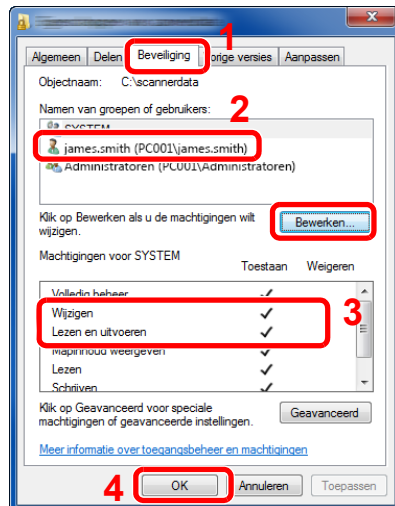 1
Algemeen Delen Beveiliging Vorige versies Aanpassen
Objectnaam: C:\scannerdata
Namen van groepen of gebruikers:
2
SYSTEM
james.smith (PC001\james.smith)
Administratoren (PC001\Administratoren)
Klik op Bewerken als u de machtigingen wilt
wijzigen.
Bewerken...
Machtigingen voor SYSTEM
Toestaan Weigeren
Volledig beheer
Wijzigen
3
Lezen en uitvoeren
Mapinhoud weergeven
Lezen
Schrijven
Klik op Geavanceerd voor speciale
machtigingen of geavanceerde instellingen.
Geavanceerd
Meer informatie over toegangsbeheer en machtigingen
4
OK Annuleren Toepassen